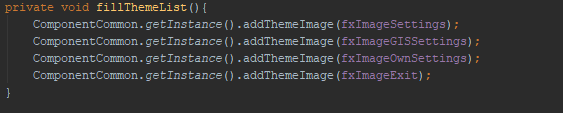 private void fillThemeList(){
    ComponentCommon.getInstance().addThemeImage(fxImageSettings);
    ComponentCommon.getInstance().addThemeImage(fxImageGISSettings);
    ComponentCommon.getInstance().addThemeImage(fxImageOwnSettings);
    ComponentCommon.getInstance().addThemeImage(fxImageExit);
}